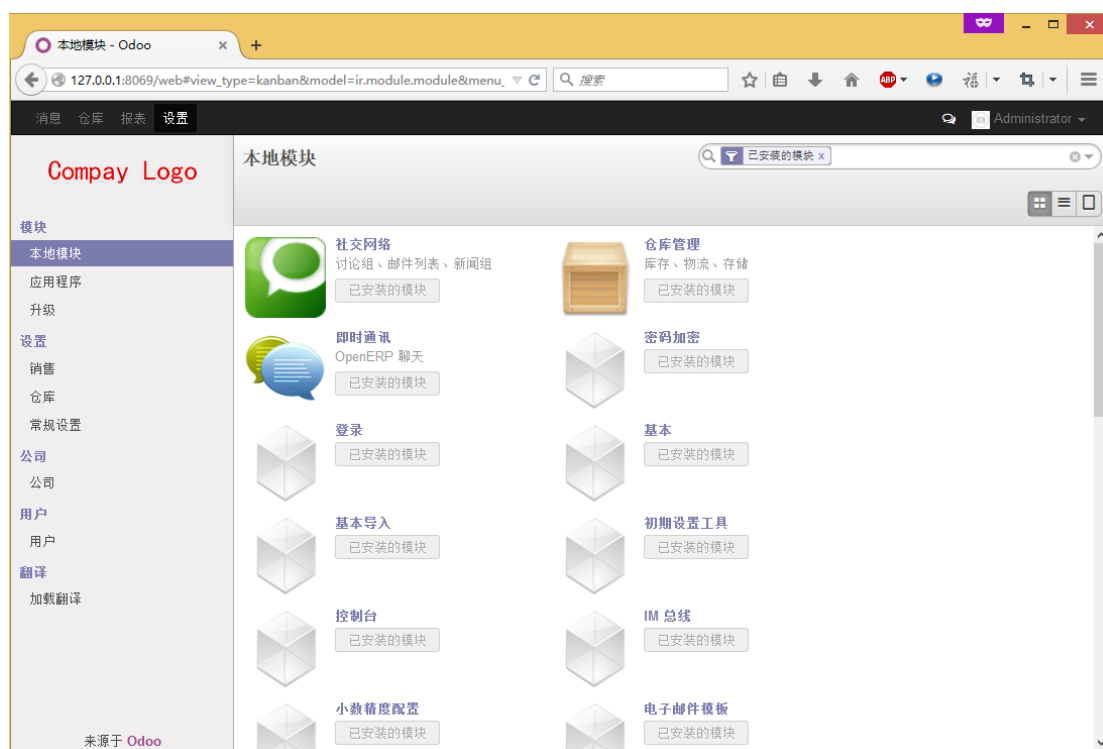 本地模块 - Odoo
127.0.0.1:8069/web#view_type=kanban&model=ir.module.module&menu_
搜索
ABP
消息 仓库 报表 设置
Administrator
Compay Logo
模块
本地模块
应用程序
升级
设置
销售
仓库
常规设置
公司
公司
用户
用户
翻译
加载翻译
来源于 Odoo
本地模块
已安装的模块 x
社交网络
讨论组、邮件列表、新闻组
已安装的模块
仓库管理
库存、物流、存储
已安装的模块
即时通讯
OpenERP 聊天
已安装的模块
密码加密
已安装的模块
登录
已安装的模块
基本
已安装的模块
基本导入
已安装的模块
初期设置工具
已安装的模块
控制台
已安装的模块
IM 总线
已安装的模块
小数精度配置
已安装的模块
电子邮件模板
已安装的模块